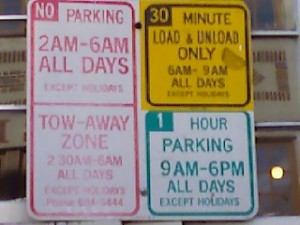 NO PARKING
2AM-6AM
ALL DAYS
EXCEPT HOLIDAYS
TOW-AWAY
ZONE
2:30AM-6AM
ALL DAYS
EXCEPT HOLIDAYS
30 MINUTE
LOAD & UNLOAD
ONLY
6AM-9AM
ALL DAYS
EXCEPT HOLIDAYS
1 HOUR
PARKING
9AM-6PM
ALL DAYS
EXCEPT HOLIDAYS